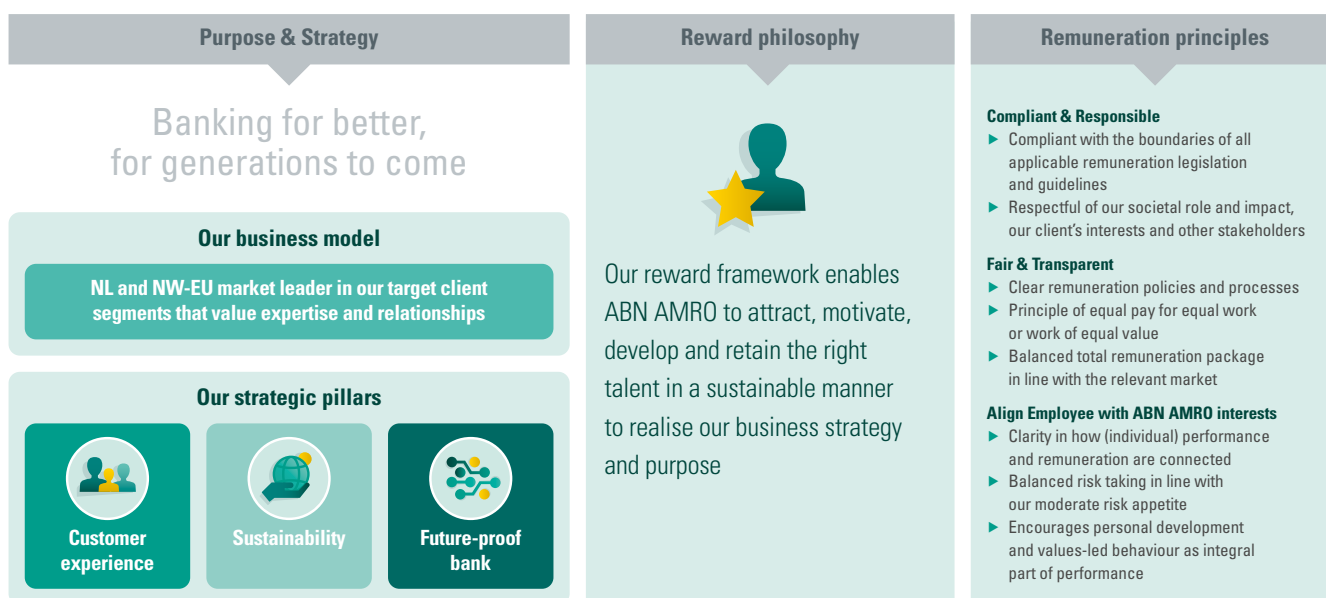 Purpose & Strategy
Banking for better,
for generations to come
Our business model
NL and NW-EU market leader in our target client
segments that value expertise and relationships
Our strategic pillars
Customer
experience
Sustainability
Future-proof
bank
Reward philosophy
Our reward framework enables
ABN AMRO to attract, motivate,
develop and retain the right
talent in a sustainable manner
to realise our business strategy
and purpose
Remuneration principles
Compliant & Responsible
▶ Compliant with the boundaries of all
applicable remuneration legislation
and guidelines
▶ Respectful of our societal role and impact,
our client's interests and other stakeholders
Fair & Transparent
▶ Clear remuneration policies and processes
▶ Principle of equal pay for equal work
or work of equal value
▶ Balanced total remuneration package
in line with the relevant market
Align Employee with ABN AMRO interests
▶ Clarity in how (individual) performance
and remuneration are connected
▶ Balanced risk taking in line with
our moderate risk appetite
▶ Encourages personal development
and values-led behaviour as integral
part of performance